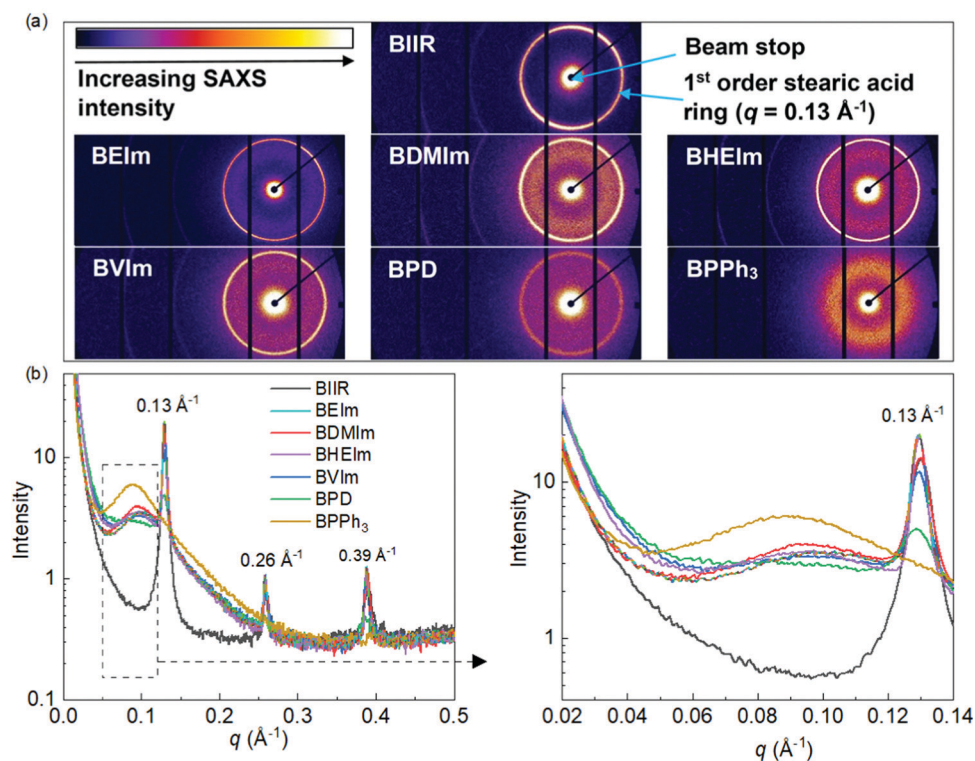 (a)
Increasing SAXS
intensity
BIIR
Beam stop
1st order stearic acid
ring (q = 0.13 Å-1)
BEIm
BDMIm
BHEIm
BVIm
BPD
BPPh3
(b)
0.13 Å-1
0.26 Å-1
0.39 Å-1
BIIR
BEIm
BDMIm
BHEIm
BVIm
BPD
BPPh3
Intensity
10
1
0.1
0.0 0.1 0.2 0.3 0.4 0.5
q (Å-1)
0.13 Å-1
Intensity
10
1
0.02 0.04 0.06 0.08 0.10 0.12 0.14
q (Å-1)